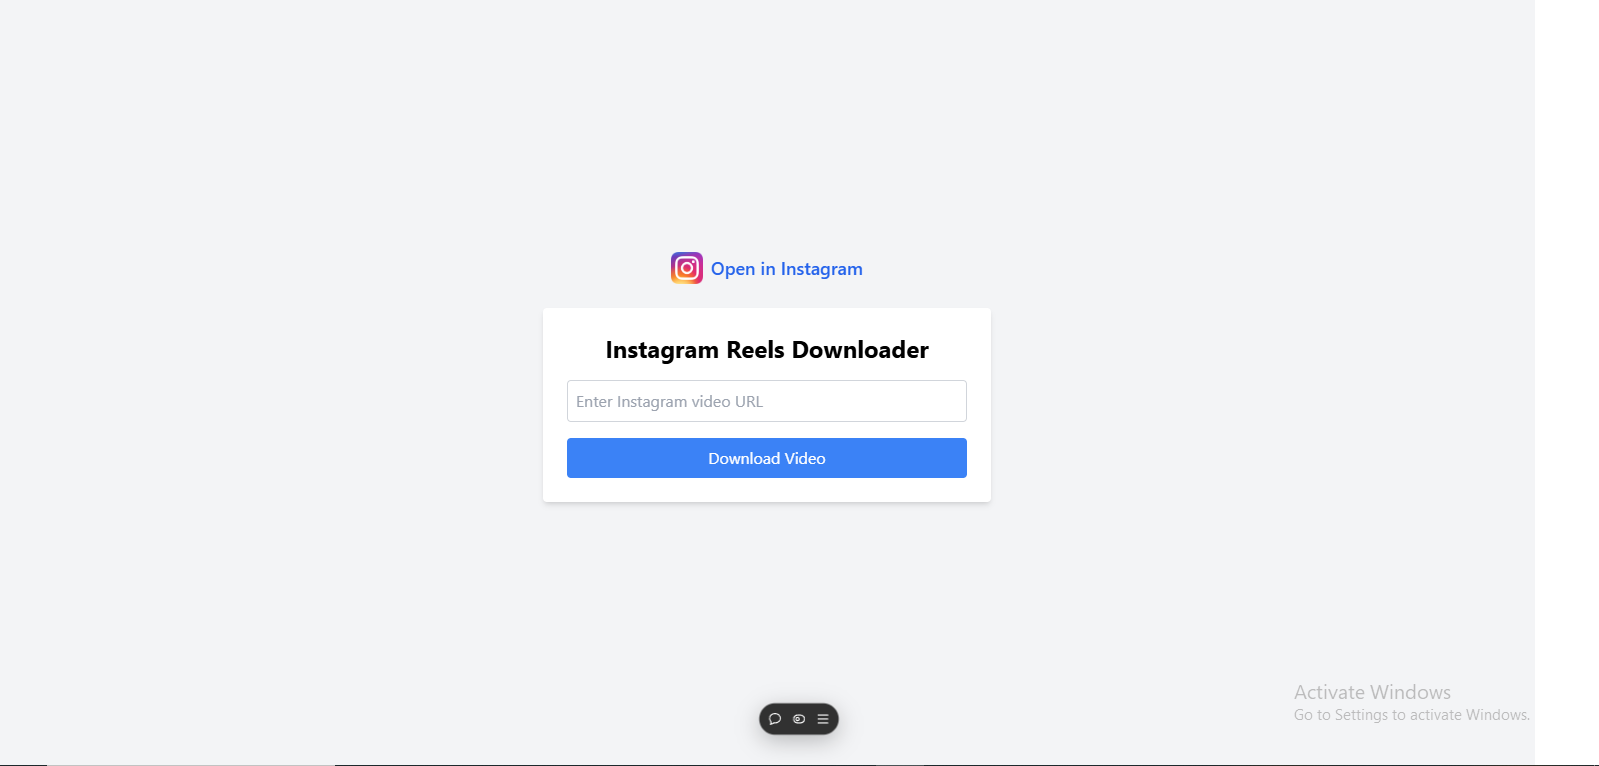 Open in Instagram
Instagram Reels Downloader
Enter Instagram video URL
Download Video
Activate Windows
Go to Settings to activate Windows.